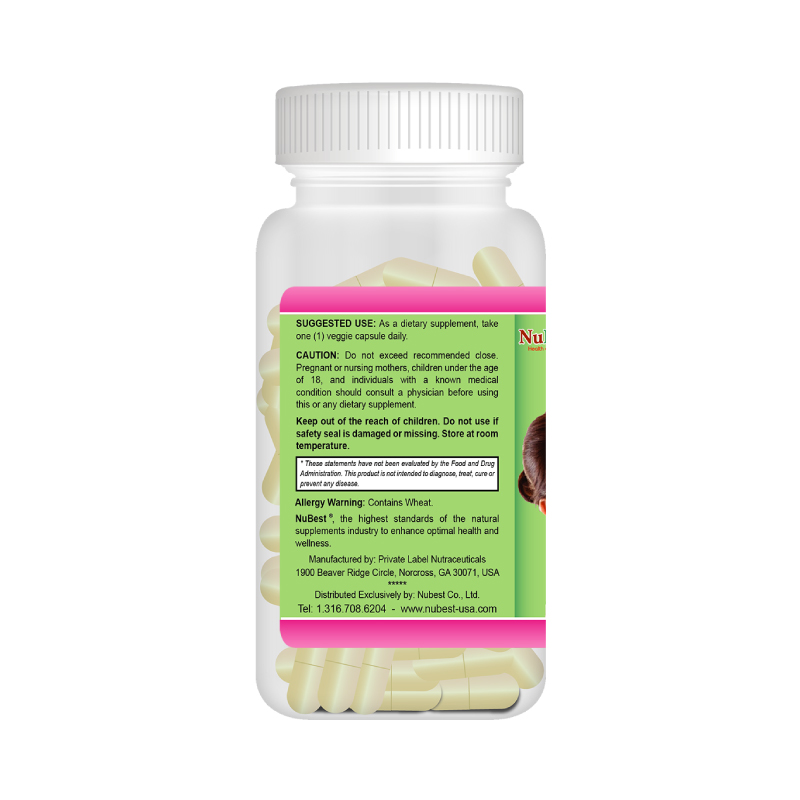 SUGGESTED USE: As a dietary supplement, take
one (1) veggie capsule daily.
CAUTION: Do not exceed recommended close.
Pregnant or nursing mothers, children under the age
of 18, and individuals with a known medical
condition should consult a physician before using
this or any dietary supplement.
Keep out of the reach of children. Do not use if
safety seal is damaged or missing. Store at room
temperature.
* These statements have not been evaluated by the Food and Drug
Administration. This product is not intended to diagnose, treat, cure or
prevent any disease.
Allergy Warning: Contains Wheat.
NuBest ®, the highest standards of the natural
supplements industry to enhance optimal health and
wellness.
Manufactured by: Private Label Nutraceuticals
1900 Beaver Ridge Circle, Norcross, GA 30071, USA
*****
Distributed Exclusively by: Nubest Co., Ltd.
Tel: 1.316.708.6204 - www.nubest-usa.com
Nu
health